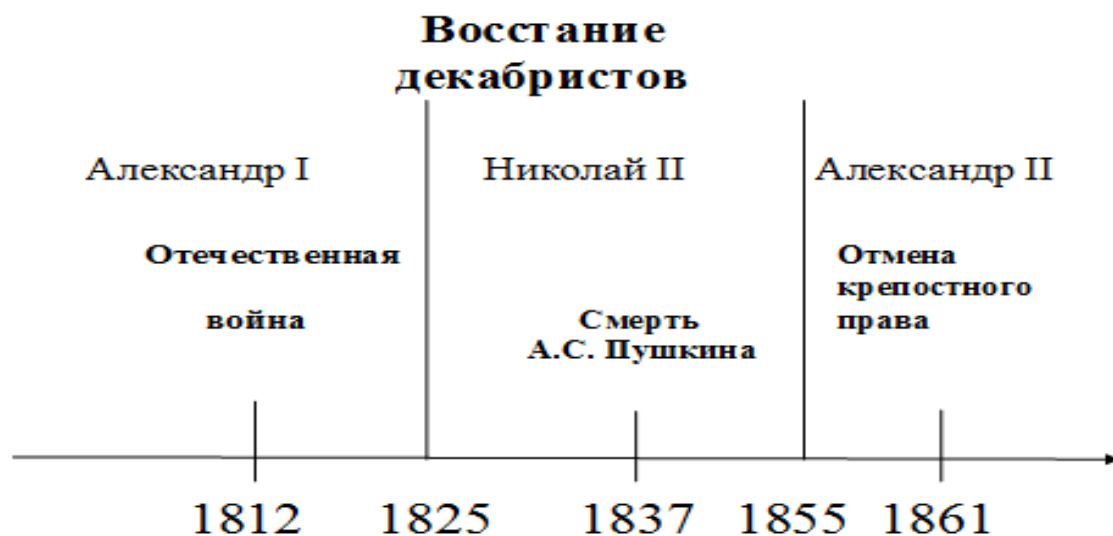 Восстание
декабристов
Александр I
Николай II
Александр II
Отечественная
война
Смерть
А.С. Пушкина
Отмена
крепостного
права
1812
1825
1837
1855
1861